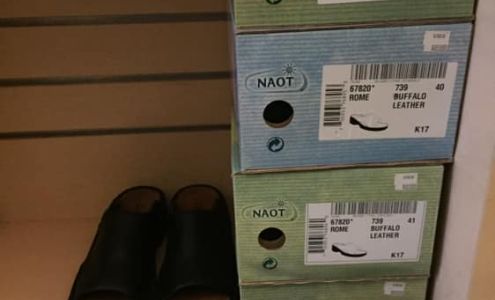 NAOT
67820* 739 40
ROME BUFFALO
LEATHER
K17
NAOT
67820* 739 41
ROME BUFFALO
LEATHER
K17